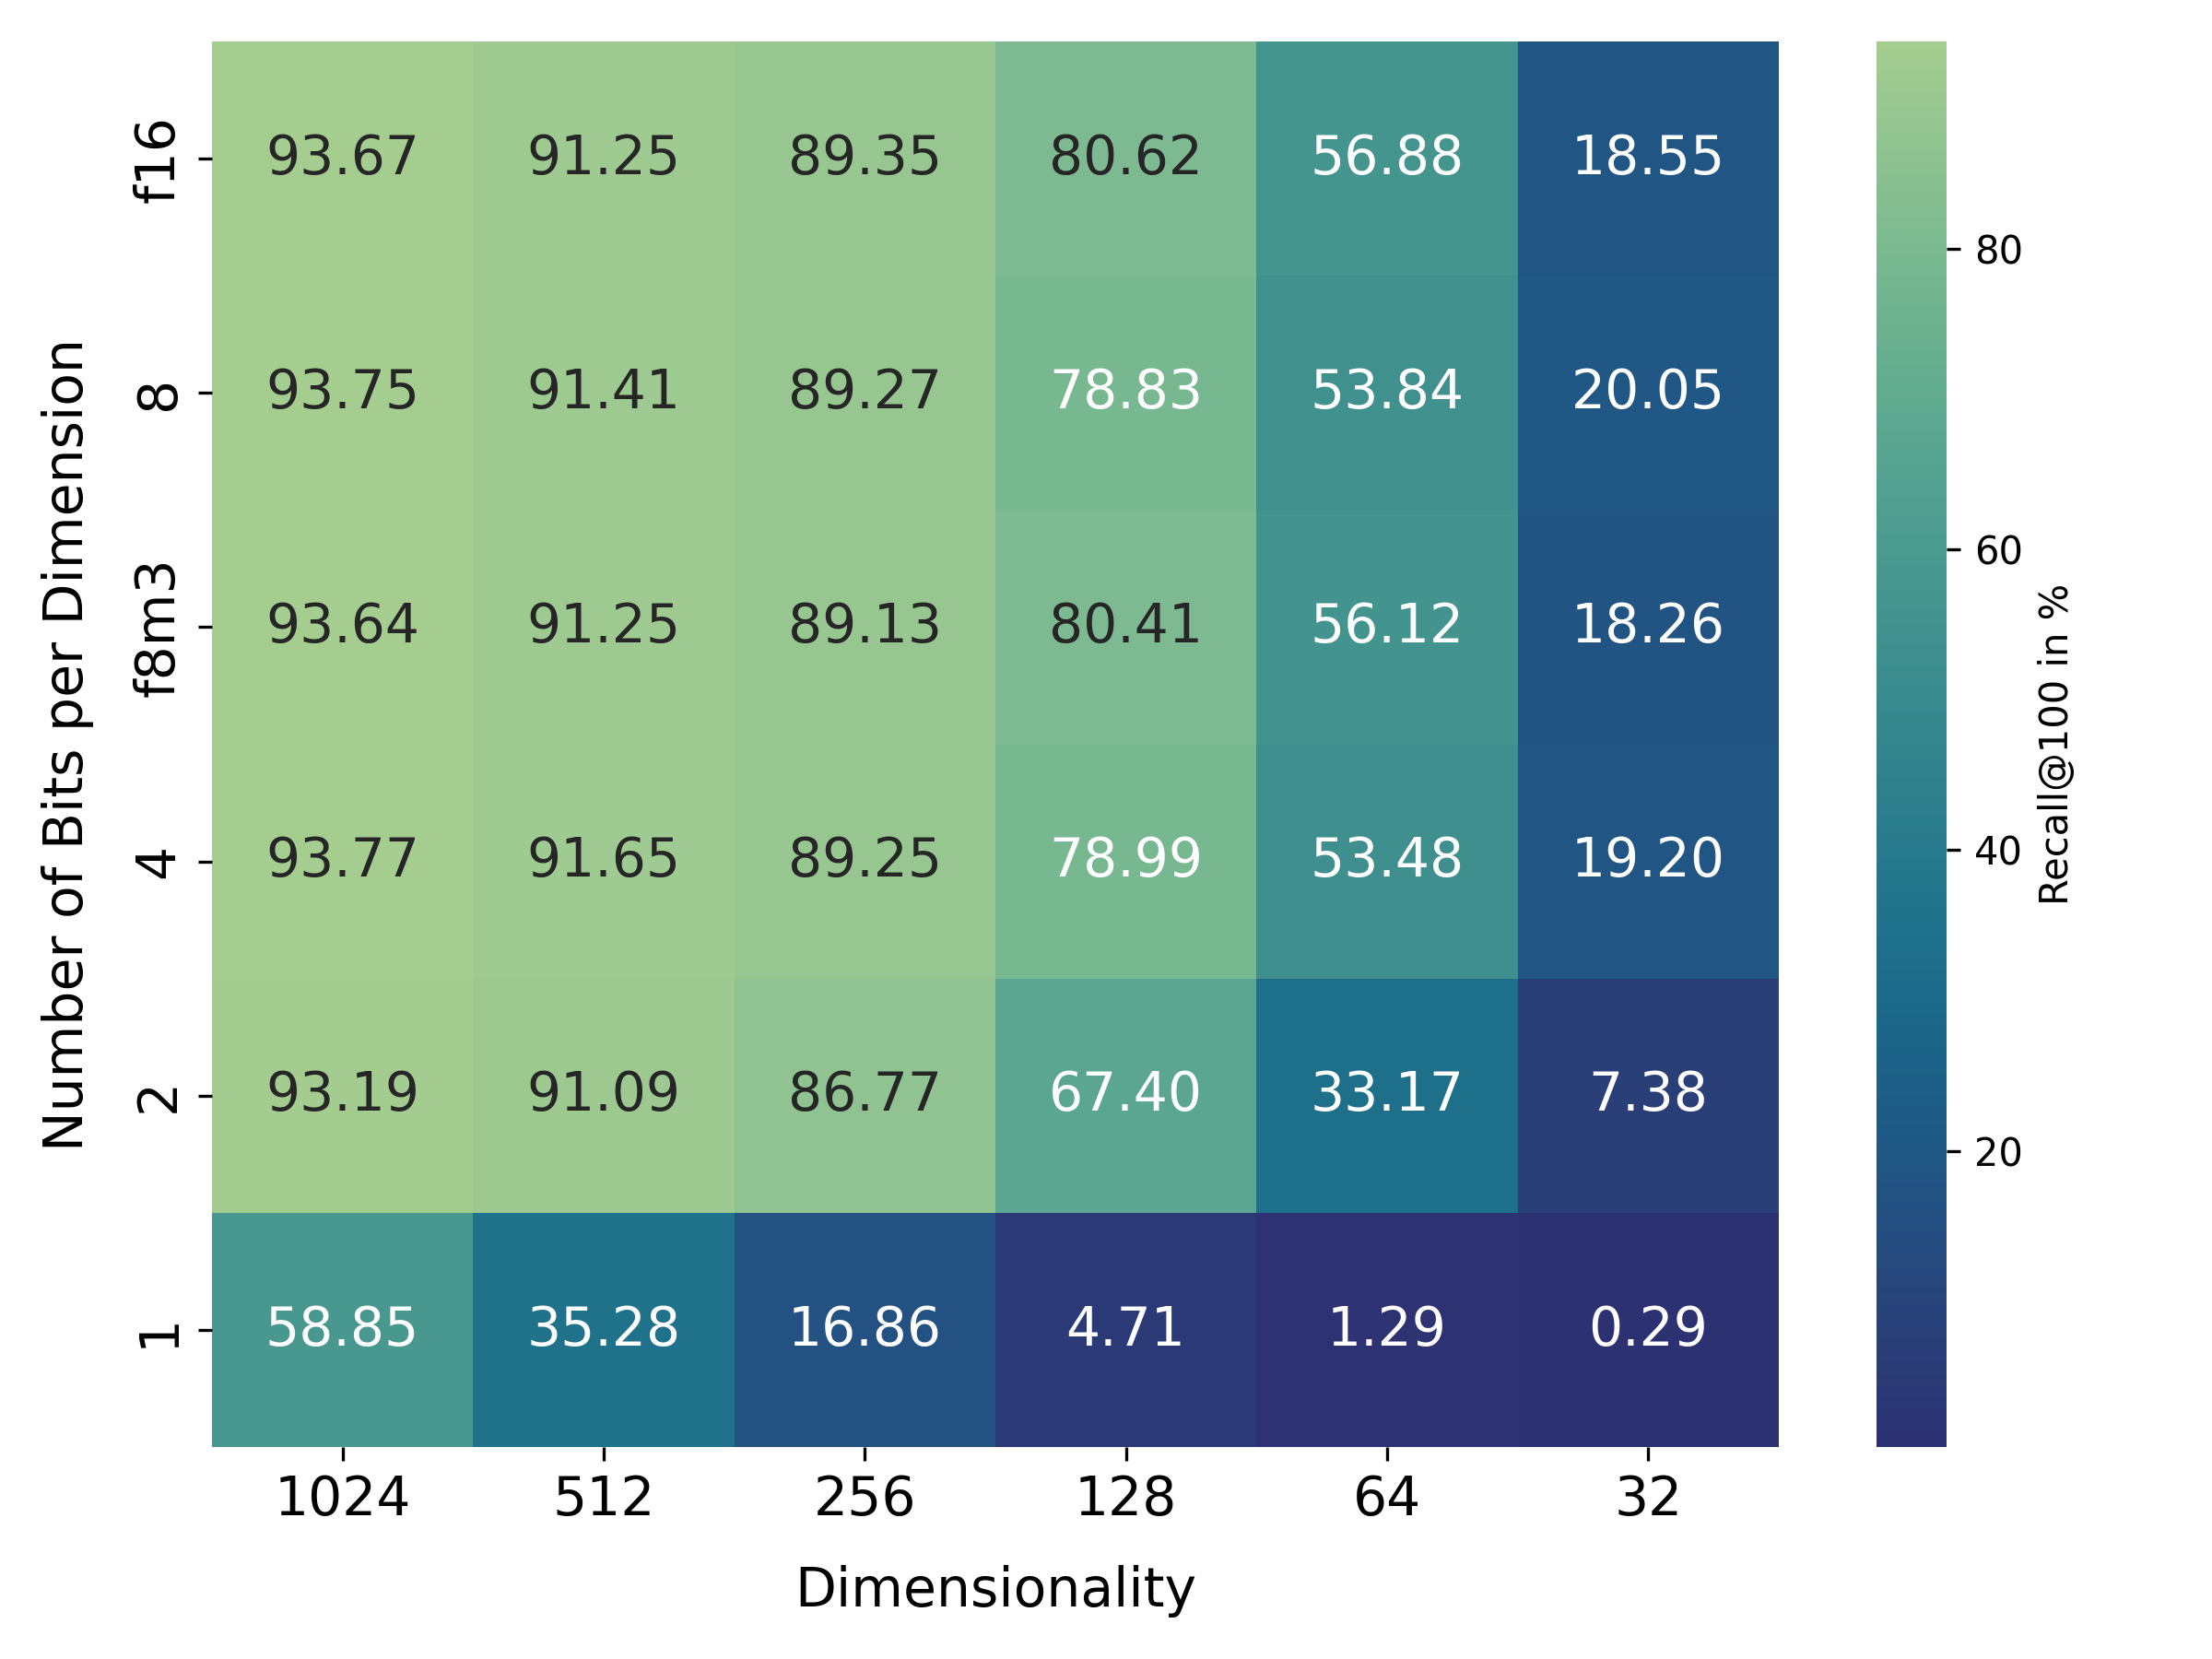 Number of Bits per Dimension
f16 93.67 91.25 89.35 80.62 56.88 18.55
8 93.75 91.41 89.27 78.83 53.84 20.05
f8m3 93.64 91.25 89.13 80.41 56.12 18.26
4 93.77 91.65 89.25 78.99 53.48 19.20
2 93.19 91.09 86.77 67.40 33.17 7.38
1 58.85 35.28 16.86 4.71 1.29 0.29
1024 512 256 128 64 32
Dimensionality
80
60
40
20
Recall@100 in %